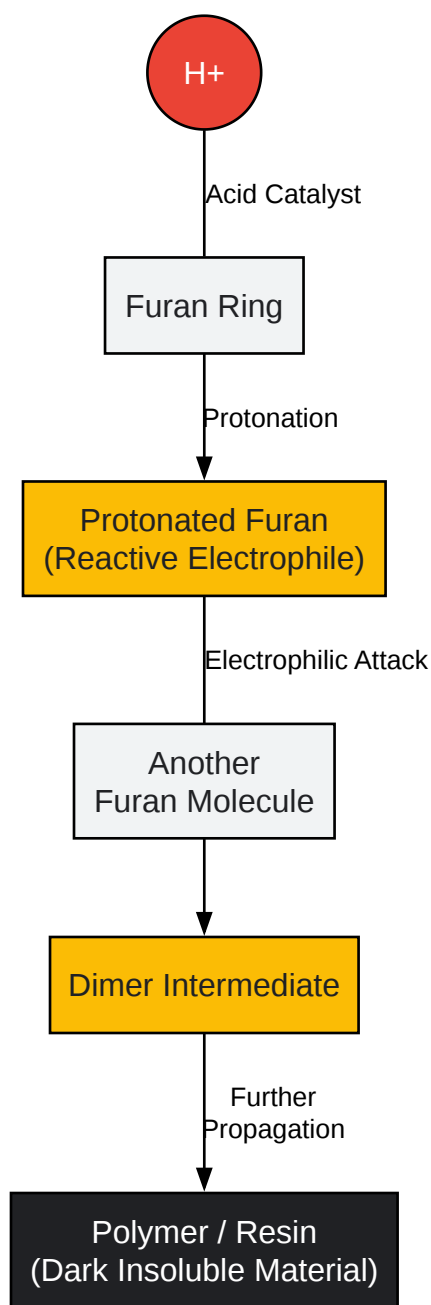 H+
Acid Catalyst
Furan Ring
Protonation
Protonated Furan
(Reactive Electrophile)
Electrophilic Attack
Another
Furan Molecule
Dimer Intermediate
Further
Propagation
Polymer / Resin
(Dark Insoluble Material)